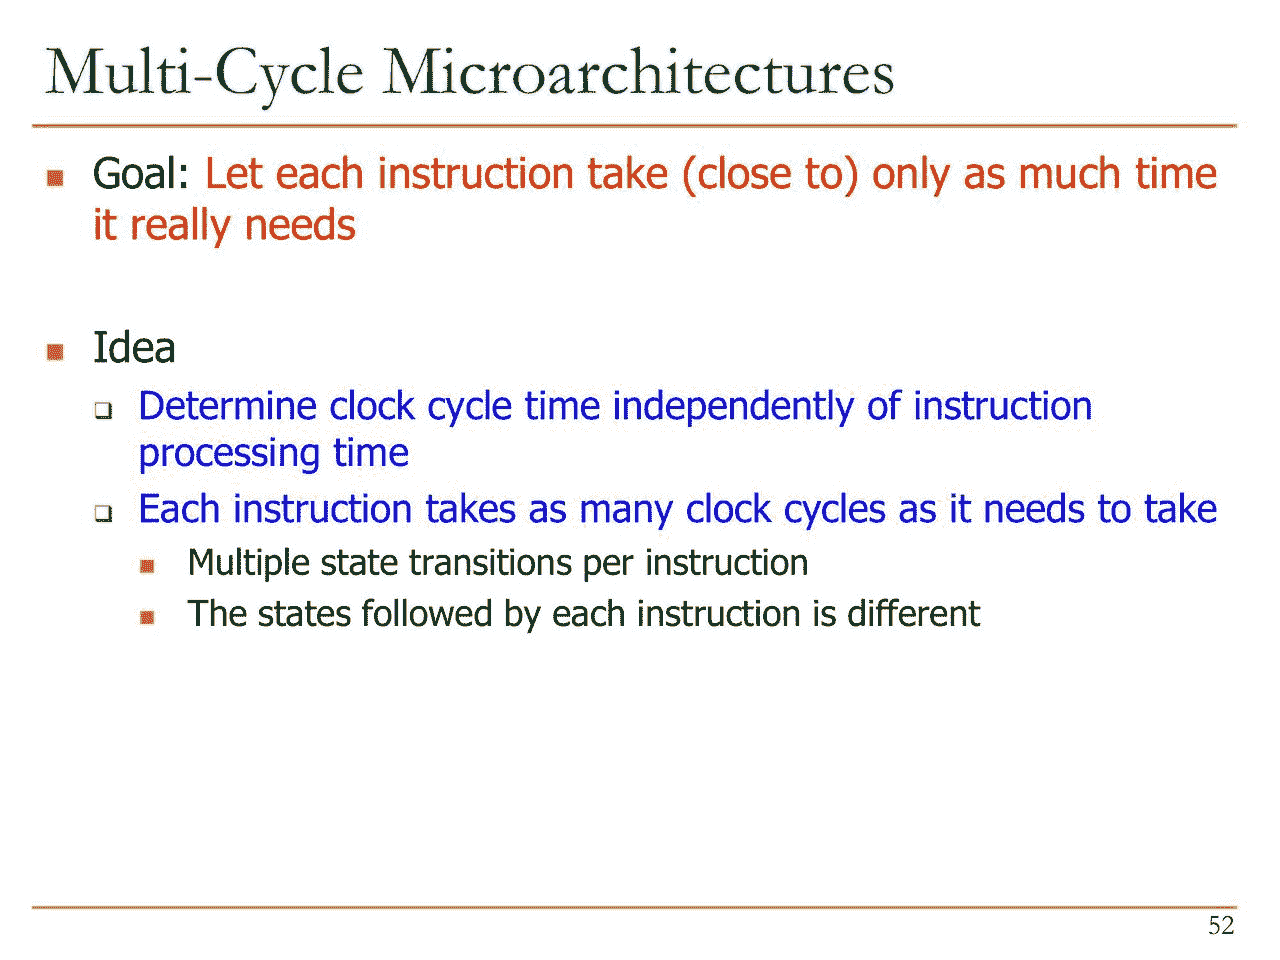 Multi-Cycle Microarchitectures
Goal: Let each instruction take (close to) only as much time
it really needs
Idea
Determine clock cycle time independently of instruction
processing time
Each instruction takes as many clock cycles as it needs to take
Multiple state transitions per instruction
The states followed by each instruction is different
52